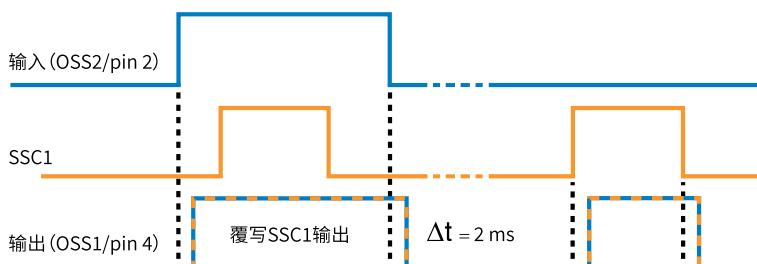 输入(OSS2/pin 2)
SSC1
输出(OSS1/pin 4)
覆写SSC1输出
Δt = 2 ms